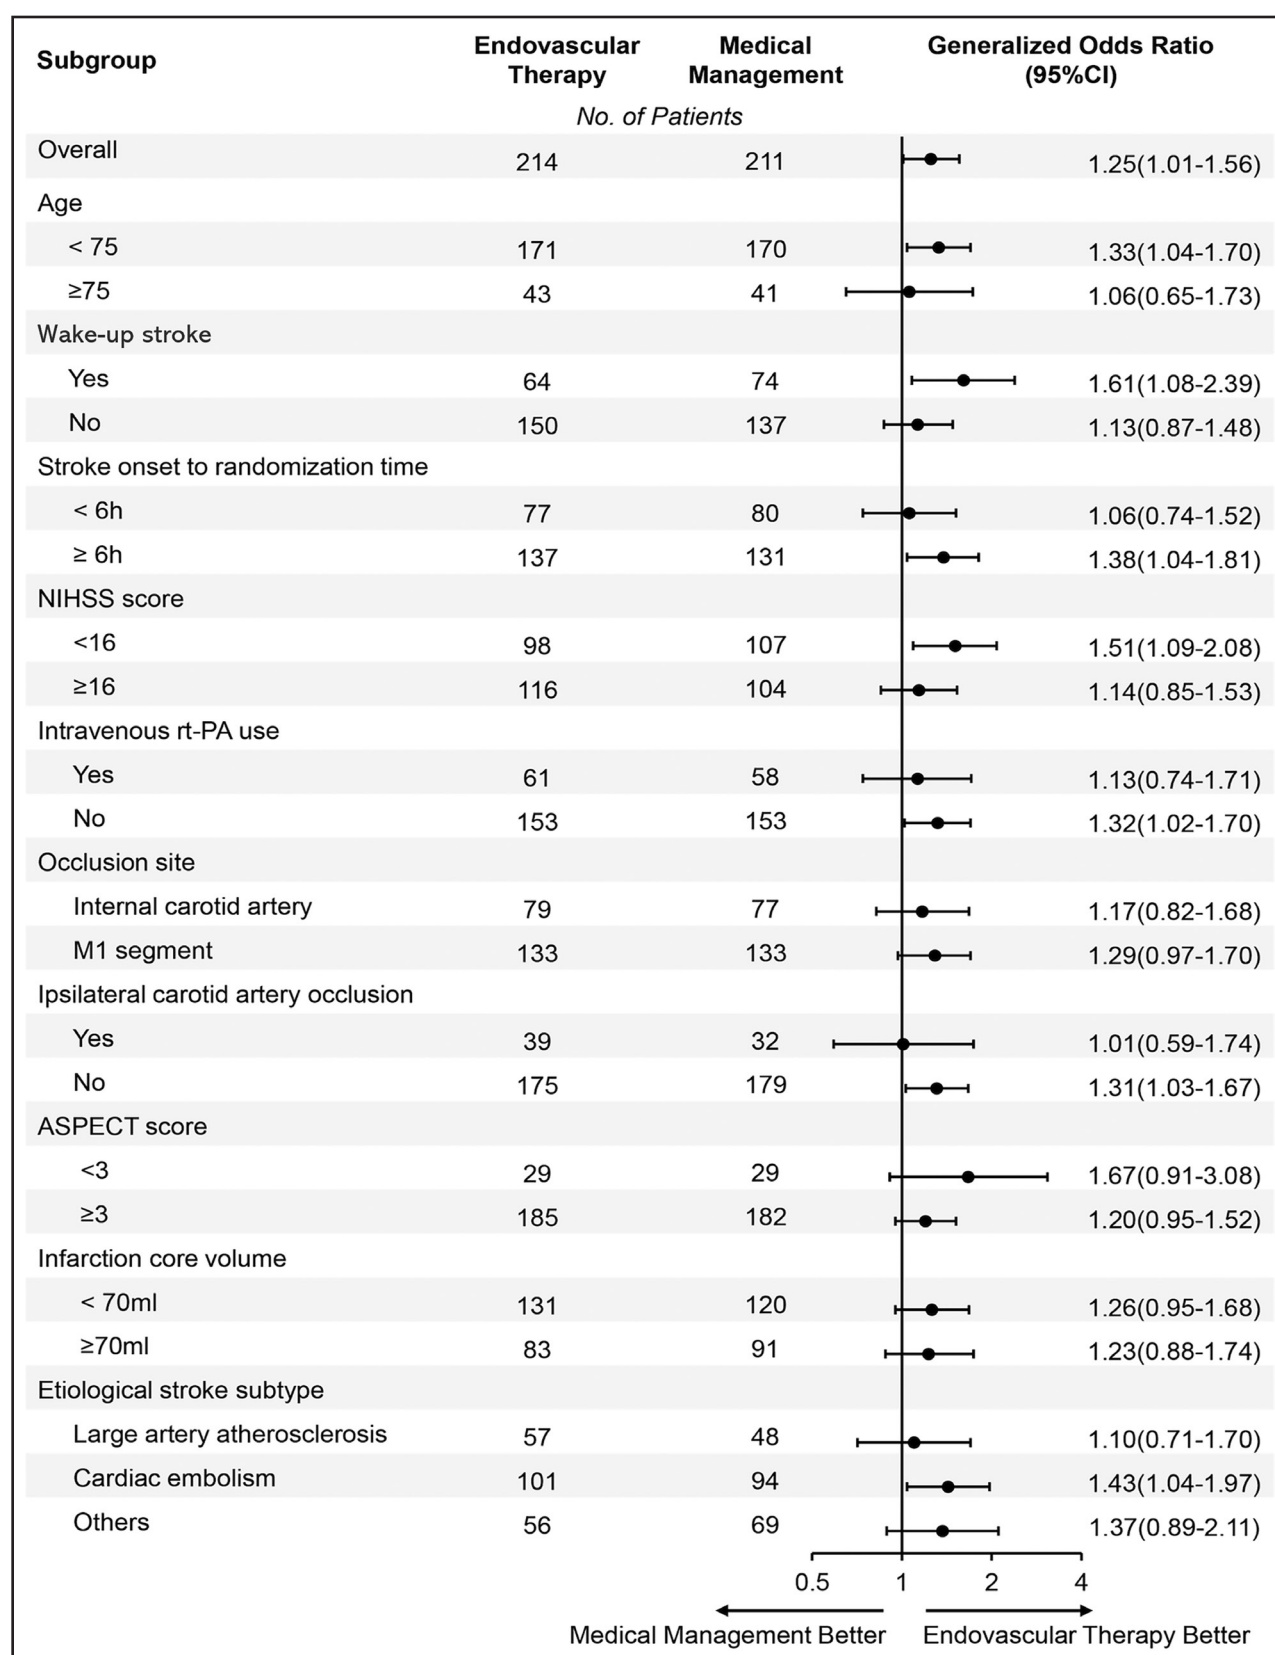 Subgroup Endovascular Therapy Medical Management Generalized Odds Ratio (95%CI)
No. of Patients
Overall 214 211 1.25(1.01-1.56)
Age
< 75 171 170 1.33(1.04-1.70)
≥75 43 41 1.06(0.65-1.73)
Wake-up stroke
Yes 64 74 1.61(1.08-2.39)
No 150 137 1.13(0.87-1.48)
Stroke onset to randomization time
< 6h 77 80 1.06(0.74-1.52)
≥ 6h 137 131 1.38(1.04-1.81)
NIHSS score
<16 98 107 1.51(1.09-2.08)
≥16 116 104 1.14(0.85-1.53)
Intravenous rt-PA use
Yes 61 58 1.13(0.74-1.71)
No 153 153 1.32(1.02-1.70)
Occlusion site
Internal carotid artery 79 77 1.17(0.82-1.68)
M1 segment 133 133 1.29(0.97-1.70)
Ipsilateral carotid artery occlusion
Yes 39 32 1.01(0.59-1.74)
No 175 179 1.31(1.03-1.67)
ASPECT score
<3 29 29 1.67(0.91-3.08)
≥3 185 182 1.20(0.95-1.52)
Infarction core volume
< 70ml 131 120 1.26(0.95-1.68)
≥70ml 83 91 1.23(0.88-1.74)
Etiological stroke subtype
Large artery atherosclerosis 57 48 1.10(0.71-1.70)
Cardiac embolism 101 94 1.43(1.04-1.97)
Others 56 69 1.37(0.89-2.11)
0.5 1 2 4
Medical Management Better Endovascular Therapy Better